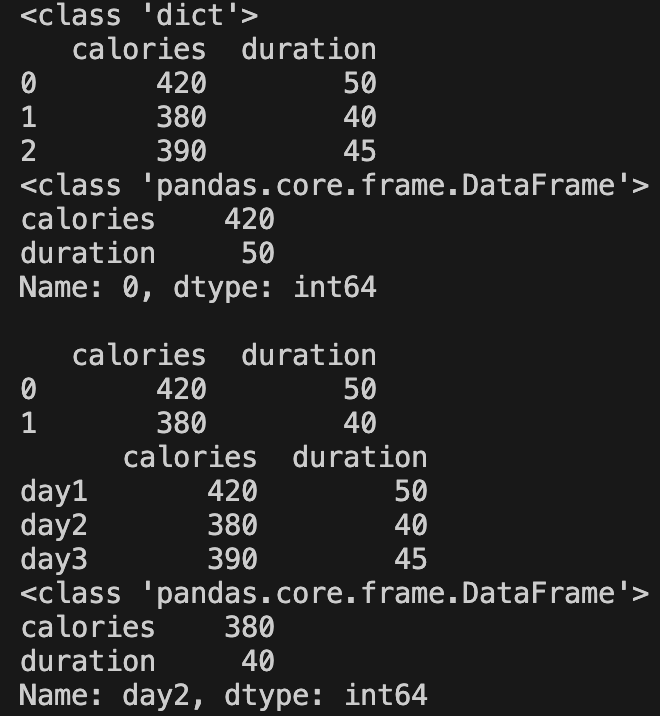 <class 'dict'>
   calories  duration
0       420        50
1       380        40
2       390        45
<class 'pandas.core.frame.DataFrame'>
calories    420
duration     50
Name: 0, dtype: int64

   calories  duration
0       420        50
1       380        40
      calories  duration
day1       420        50
day2       380        40
day3       390        45
<class 'pandas.core.frame.DataFrame'>
calories    380
duration     40
Name: day2, dtype: int64